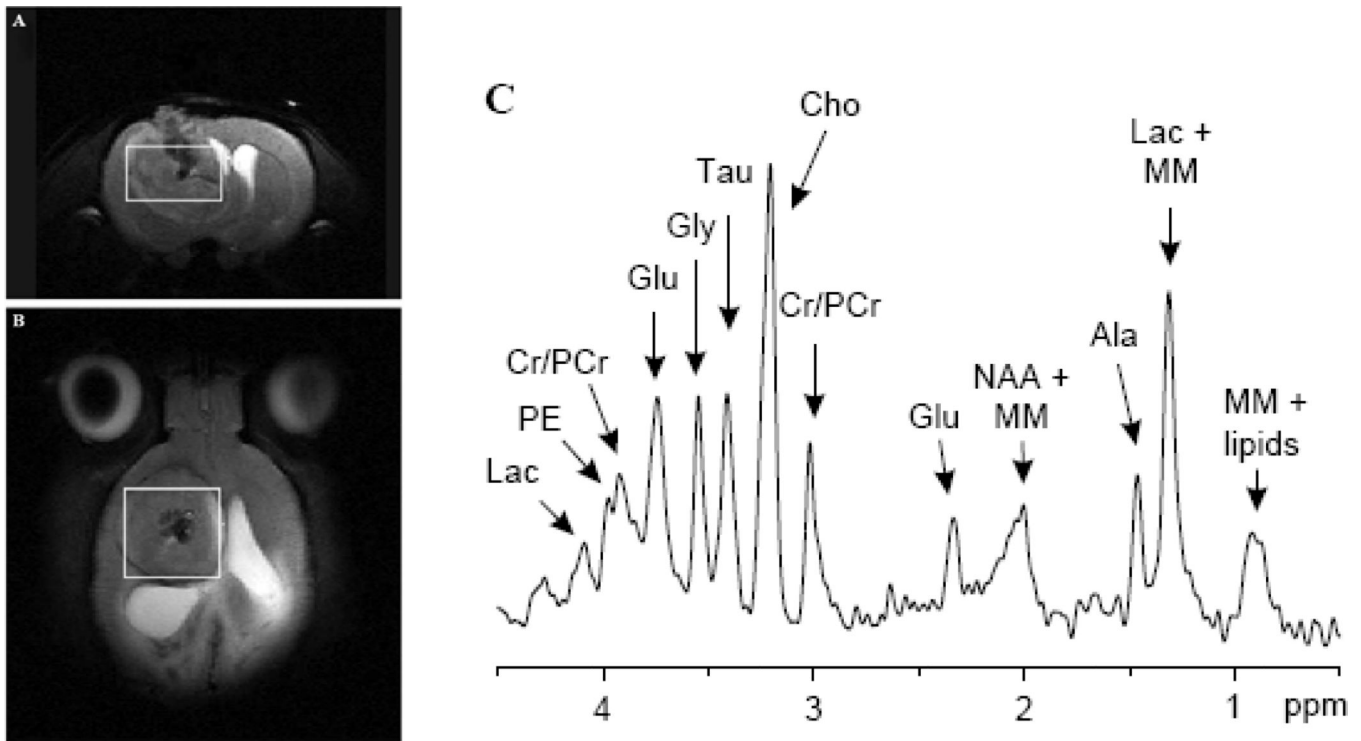 A
B
C
Lac
PE
Cr/PCr
Glu
Gly
Tau
Cho
Cr/PCr
Glu
NAA +
MM
Ala
Lac +
MM
MM +
lipids
4
3
2
1
ppm